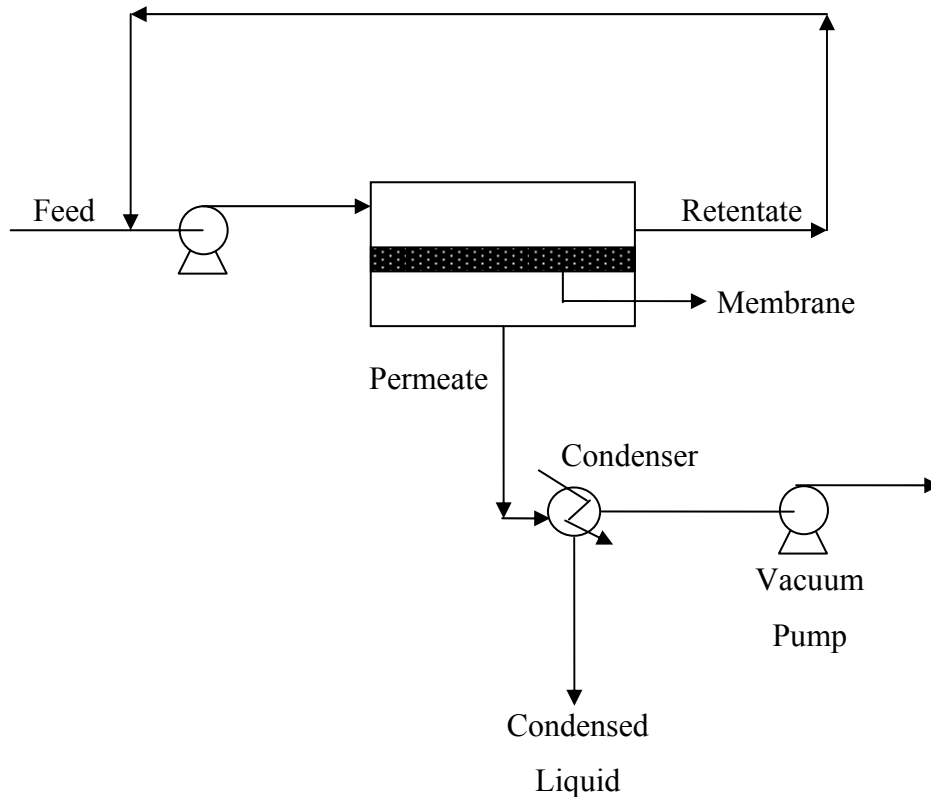 Feed
Retentate
Membrane
Permeate
Condenser
Vacuum
Pump
Condensed
Liquid